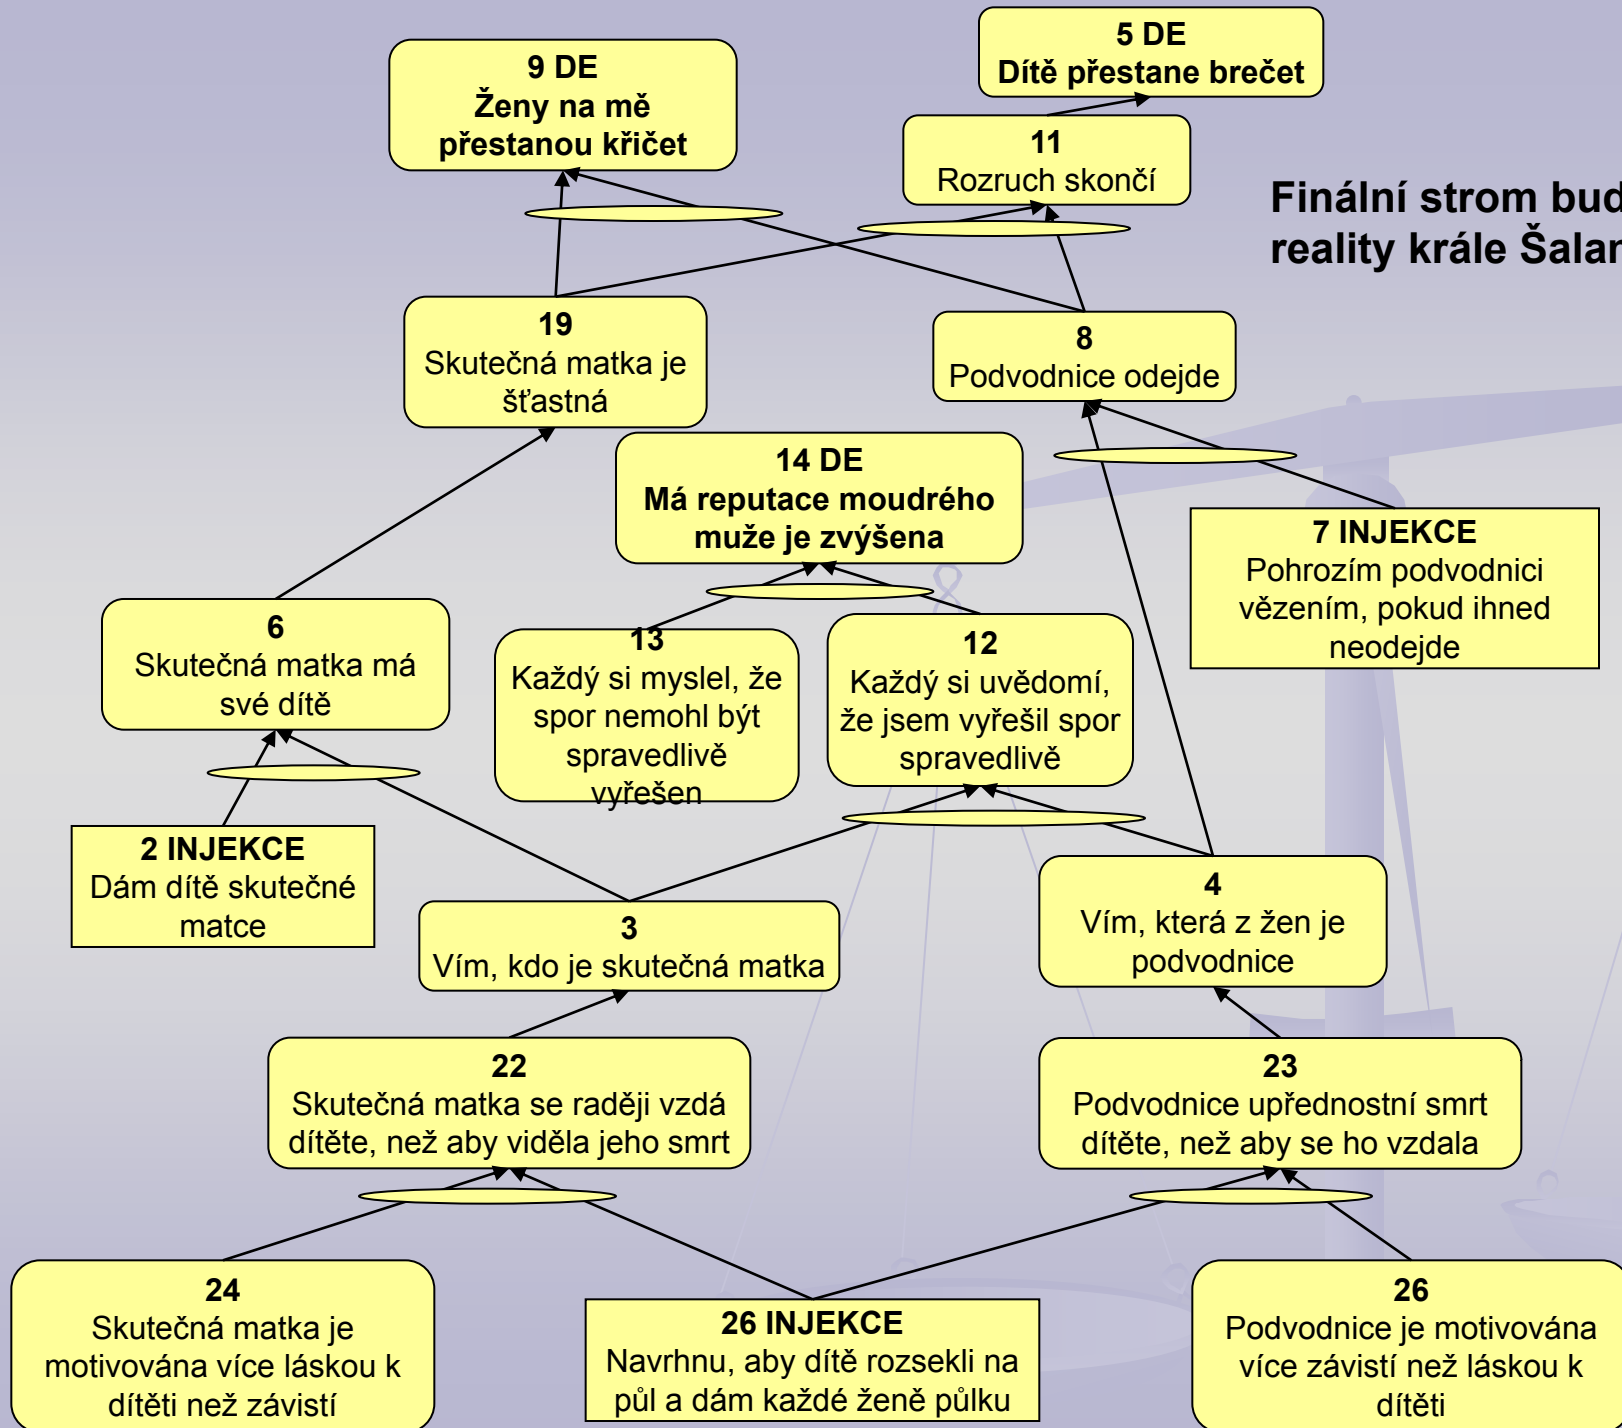 5 DE
Dítě přestane brečet
9 DE
Ženy na mě
přestanou křičet
11
Rozruch skončí
Finální strom
reality krále
19
Skutečná matka je
šťastná
8
Podvodnice odejde
14 DE
Má reputace moudrého
muže je zvýšena
7 INJEKCE
Pohrozím podvodnici
vězením, pokud ihned
neodejde
6
Skutečná matka má
své dítě
13
Každý si myslel, že
spor nemohl být
spravedlivě
vyřešen
12
Každý si uvědomí,
že jsem vyřešil spor
spravedlivě
2 INJEKCE
Dám dítě skutečné
matce
3
Vím, kdo je skutečná matka
4
Vím, která z žen je
podvodnice
22
Skutečná matka se raději vzdá
dítěte, než aby viděla jeho smrt
23
Podvodnice upřednostní smrt
dítěte, než aby se ho vzdala
24
Skutečná matka je
motivována více láskou k
dítěti než závistí
26 INJEKCE
Navrhnu, aby dítě rozsekli na
půl a dám každé ženě půlku
26
Podvodnice je motivována
více závistí než láskou k
dítěti